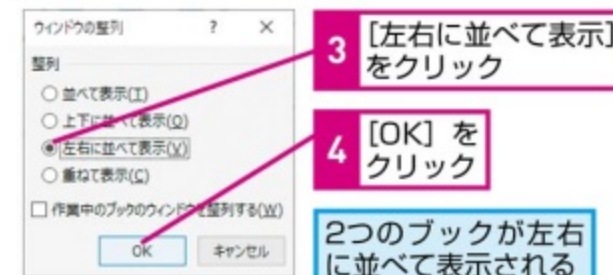 ウィンドウの整列 ? ×
整列
並べて表示(T)
上下に並べて表示(O)
左右に並べて表示(V)
重ねて表示(C)
作業中のブックのウィンドウを整列する(W)
OK キャンセル
3 [左右に並べて表示]
をクリック
4 [OK] を
クリック
2つのブックが左右
に並べて表示される